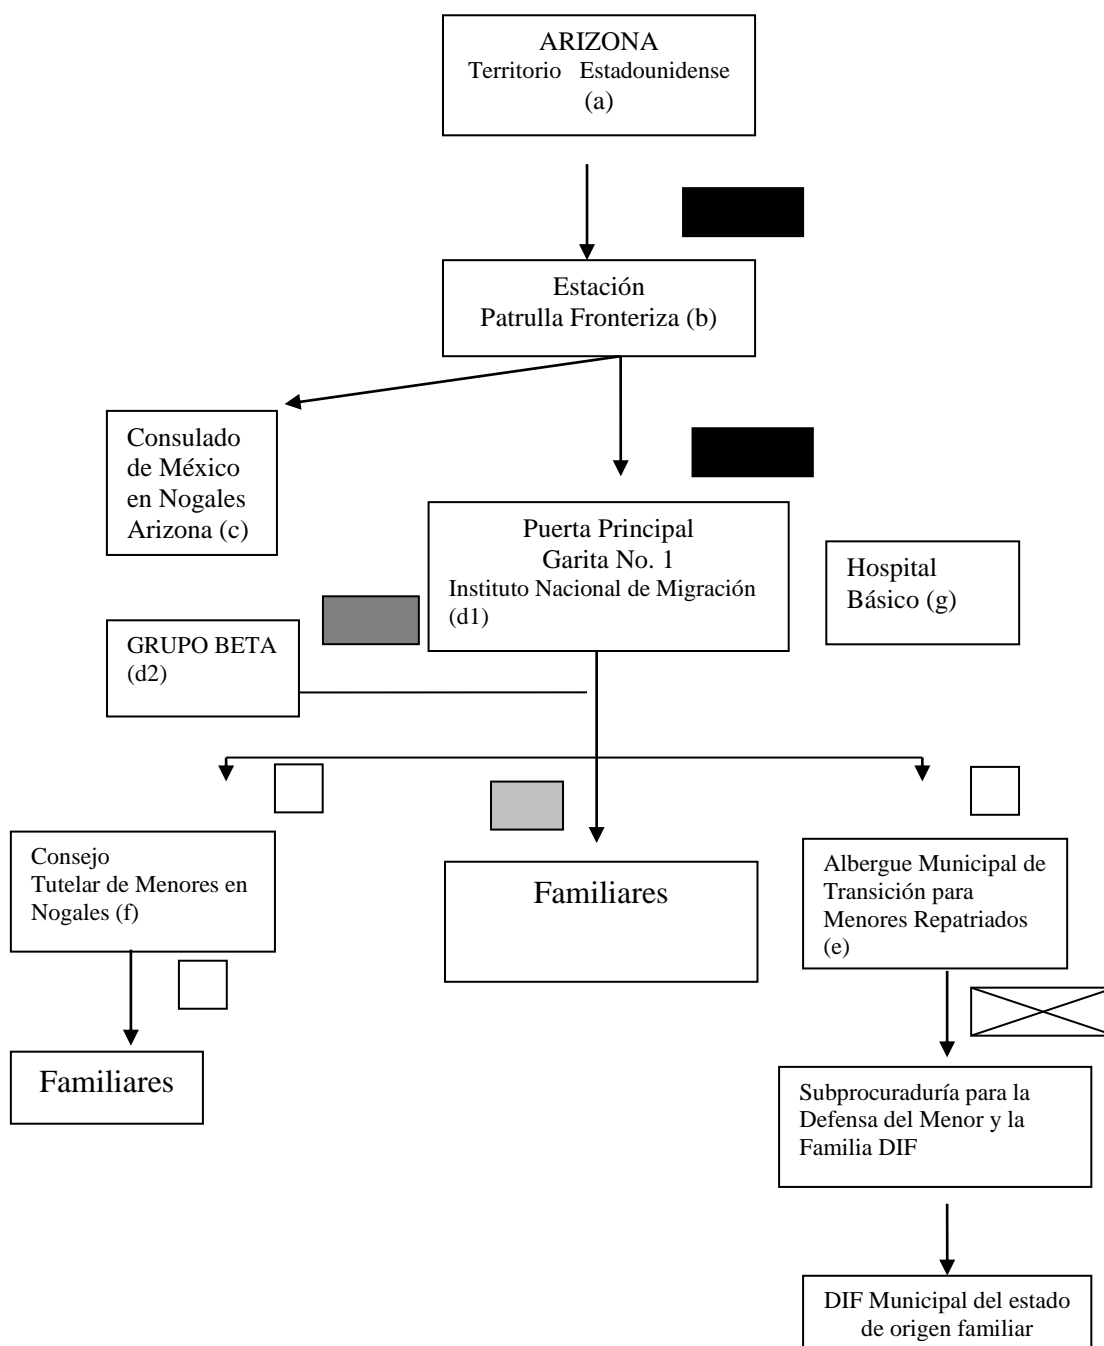 ARIZONA
Territorio Estadounidense
(a)
Estación
Patrulla Fronteriza (b)
Consulado
de México
en Nogales
Arizona (c)
Puerta Principal
Garita No. 1
Instituto Nacional de Migración
(d1)
Hospital
Básico (g)
GRUPO BETA
(d2)
Consejo
Tutelar de Menores en
Nogales (f)
Familiares
Albergue Municipal de
Transición para
Menores Repatriados
(e)
Familiares
Subprocuraduría para la
Defensa del Menor y la
Familia DIF
DIF Municipal del estado
de origen familiar